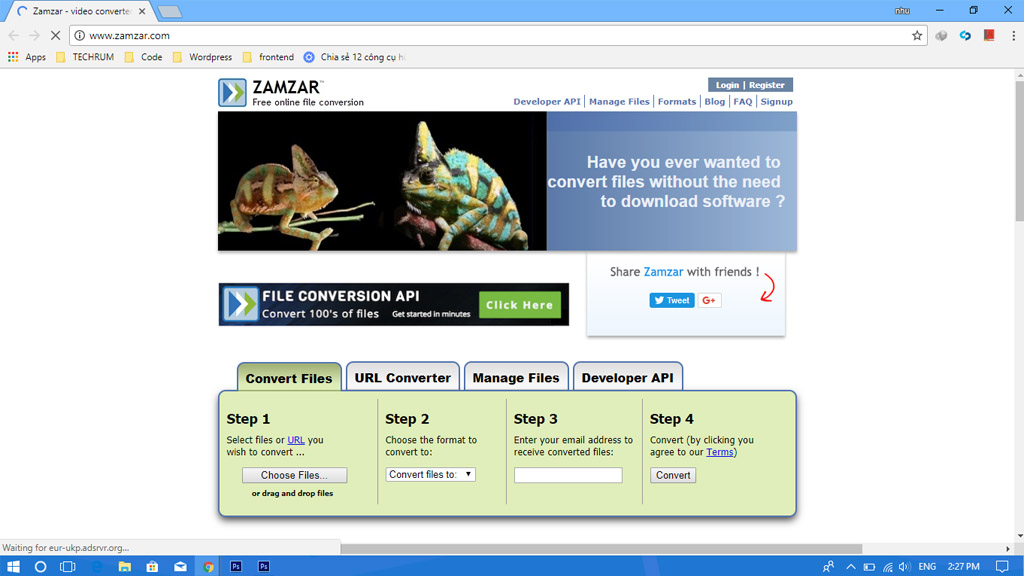 Zamzar - video converte
nhu
www.zamzar.com
Apps TECHRUM Code Wordpress frontend Chia sẻ 12 công cụ h
ZAMZAR™
Free online file conversion
Login | Register
Developer API | Manage Files | Formats | Blog | FAQ | Signup
Have you ever wanted to
convert files without the need
to download software ?
Share Zamzar with friends !
Tweet G+
FILE CONVERSION API
Convert 100's of files Get started in minutes
Click Here
Convert Files URL Converter Manage Files Developer API
Step 1
Select files or URL you
wish to convert ...
Choose Files...
or drag and drop files
Step 2
Choose the format to
convert to:
Convert files to:
Step 3
Enter your email address to
receive converted files:
Step 4
Convert (by clicking you
agree to our Terms)
Convert
Waiting for eur-ukp.adsrvr.org...
Ps Ps
ENG 2:27 PM